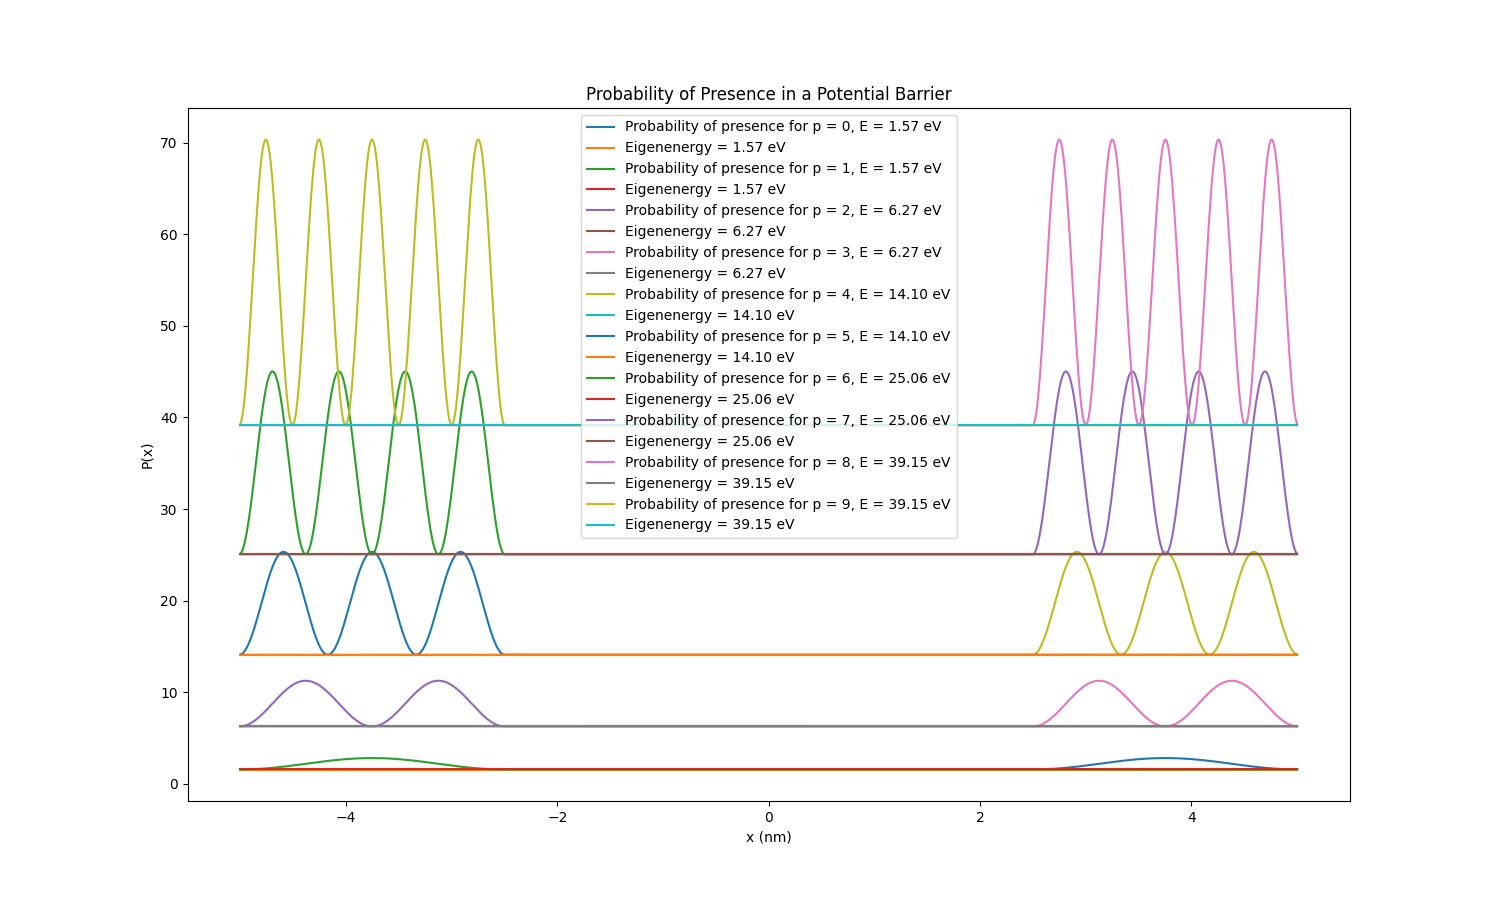 Probability of Presence in a Potential Barrier
Probability of presence for p = 0, E = 1.57 eV
Eigenenergy = 1.57 eV
Probability of presence for p = 1, E = 1.57 eV
Eigenenergy = 1.57 eV
Probability of presence for p = 2, E = 6.27 eV
Eigenenergy = 6.27 eV
Probability of presence for p = 3, E = 6.27 eV
Eigenenergy = 6.27 eV
Probability of presence for p = 4, E = 14.10 eV
Eigenenergy = 14.10 eV
Probability of presence for p = 5, E = 14.10 eV
Eigenenergy = 14.10 eV
Probability of presence for p = 6, E = 25.06 eV
Eigenenergy = 25.06 eV
Probability of presence for p = 7, E = 25.06 eV
Eigenenergy = 25.06 eV
Probability of presence for p = 8, E = 39.15 eV
Eigenenergy = 39.15 eV
Probability of presence for p = 9, E = 39.15 eV
Eigenenergy = 39.15 eV
P(x)
70
60
50
40
30
20
10
0
−4
−2
0
2
4
x (nm)